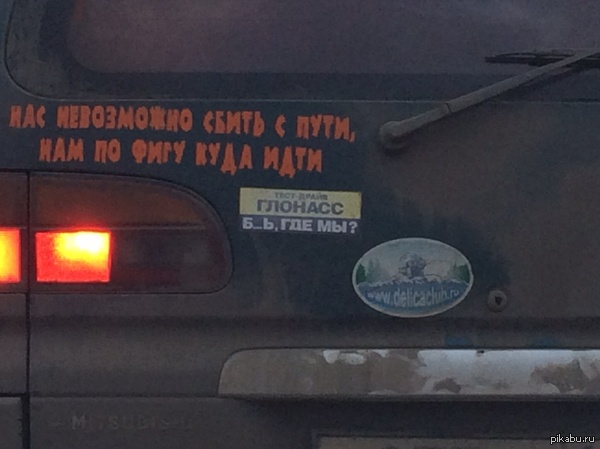 НАС НЕВОЗМОЖНО СБИТЬ С ПУТИ,
НАМ ПО ФИГУ КУДА ИДТИ
ТЕСТ-ДРАЙВ
ГЛОНАСС
Б...Ь, ГДЕ МЫ?
www.delicaclub.ru
MITSUBISHI
pikabu.ru